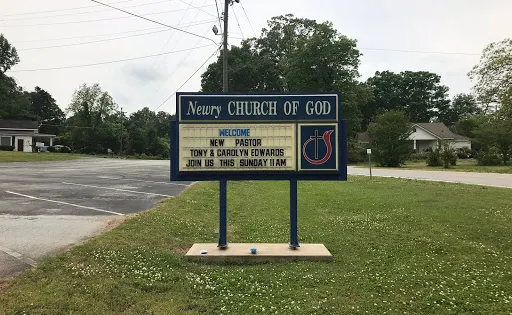 Newry CHURCH OF GOD
WELCOME
NEW PASTOR
TONY & CAROLYN EDWARDS
JOIN US THIS SUNDAY 11 AM